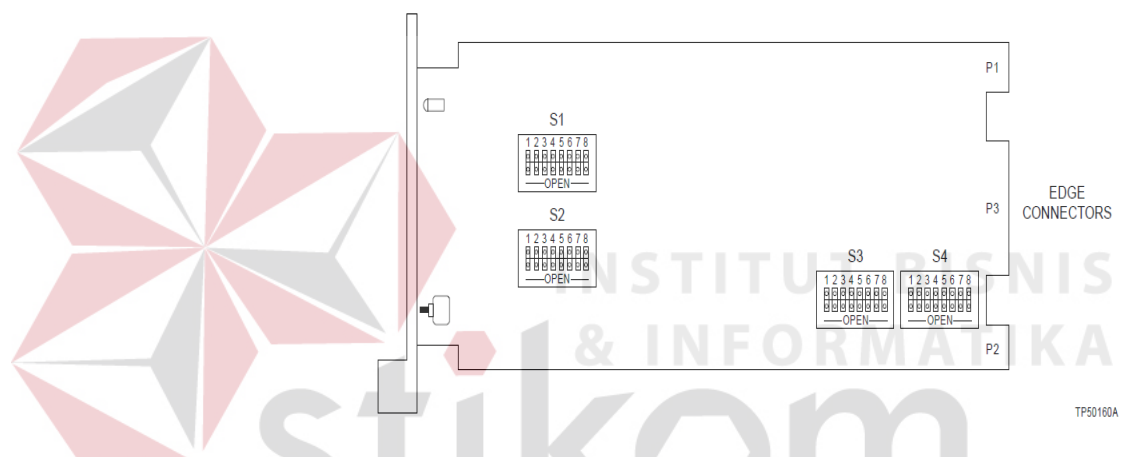 P1
S1
1 2 3 4 5 6 7 8
OPEN
P3
EDGE
CONNECTORS
S2
1 2 3 4 5 6 7 8
OPEN
S3
1 2 3 4 5 6 7 8
OPEN
S4
1 2 3 4 5 6 7 8
OPEN
INSTITUT BISNIS
& INFORMATIKA
P2
stikom
TP50160A